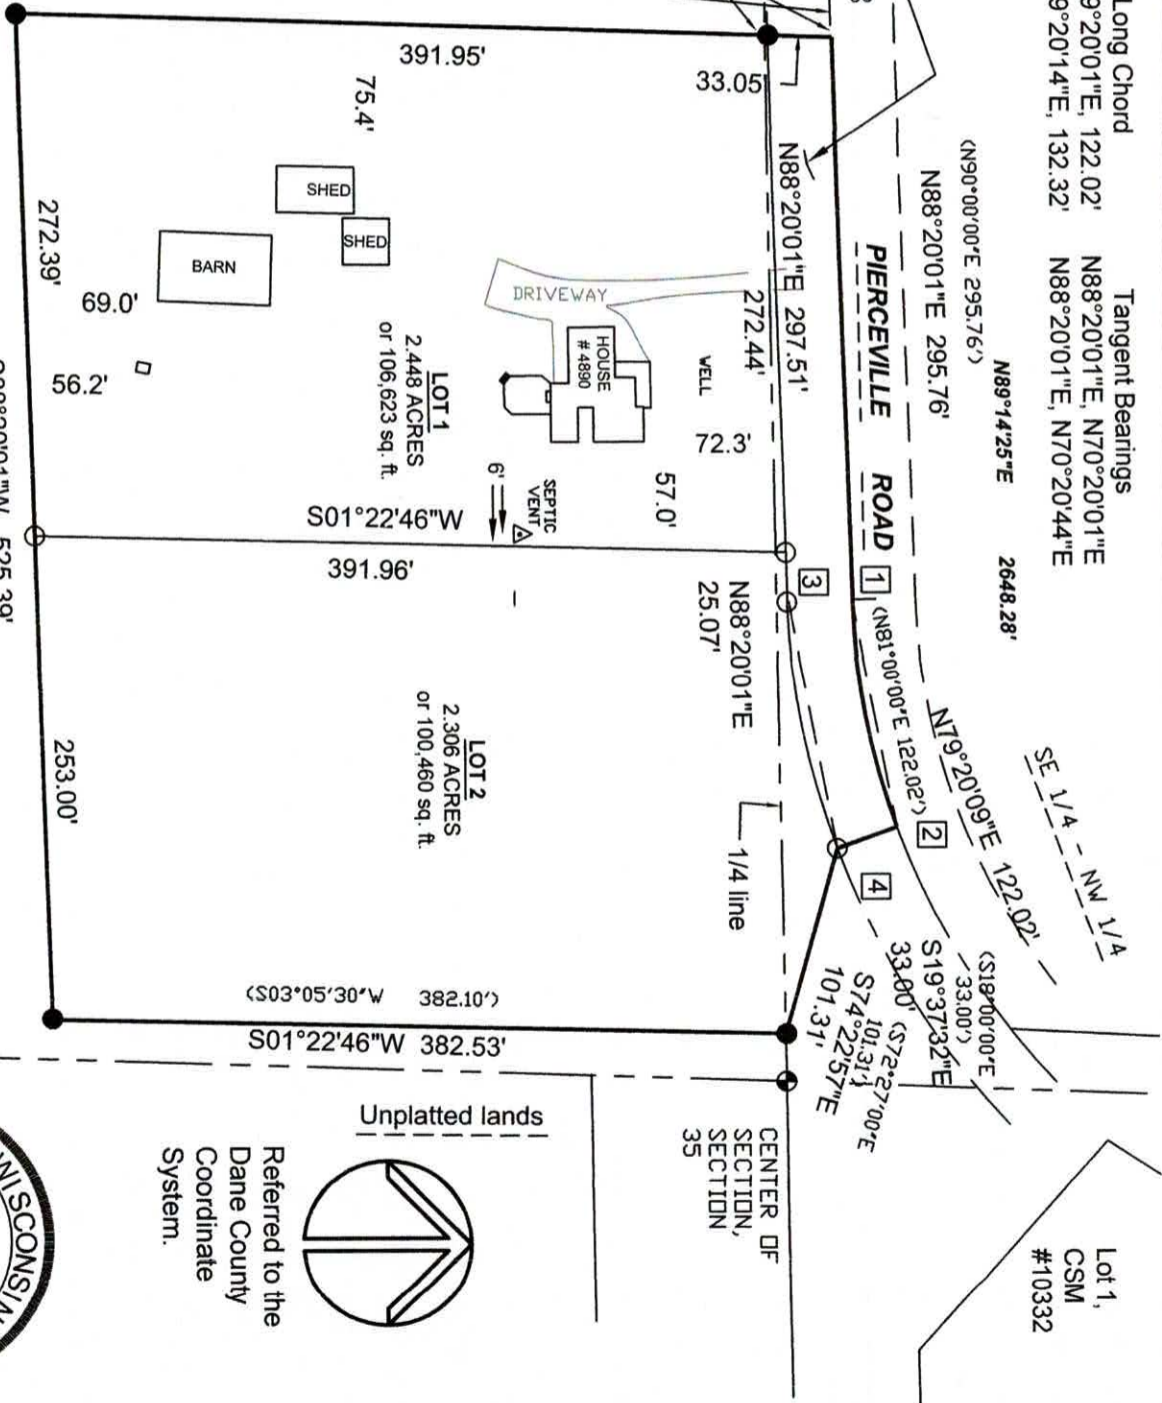 Long Chord
9°20'01"E, 122.02'
9°20'14"E, 132.32'
Tangent Bearings
N88°20'01"E, N70°20'01"E
N88°20'01"E, N70°20'44"E
(N90°00'00"E 295.76')
N88°20'01"E 295.76'
N89°14'25"E 2648.28'
PIERCEVILLE ROAD
1
(N81°00'00"E 122.02')
2
N79°20'09"E 122.02'
SE 1/4 - NW 1/4
391.95'
33.05
N88°20'01"E 297.51'
272.44'
3
N88°20'01"E
25.07'
4
1/4 line
(S18°00'00"E
33.00')
S19°37'32"E
33.00'
(S72°27'00"E
101.31')
S74°22'57"E
101.31'
75.4'
SHED
SHED
BARN
DRIVEWAY
HOUSE
#4890
WELL
72.3'
57.0'
SEPTIC
VENT
6'
LOT 1
2.448 ACRES
or 106,623 sq. ft.
69.0'
56.2'
272.39'
S01°22'46"W
391.96'
LOT 2
2.306 ACRES
or 100,460 sq. ft.
253.00'
525.39'
(S03°05'30"W 382.10')
S01°22'46"W 382.53'
Unplatted lands
CENTER OF
SECTION,
SECTION
35
Lot 1,
CSM
#10332
Referred to the
Dane County
Coordinate
System.
WISCONSIN